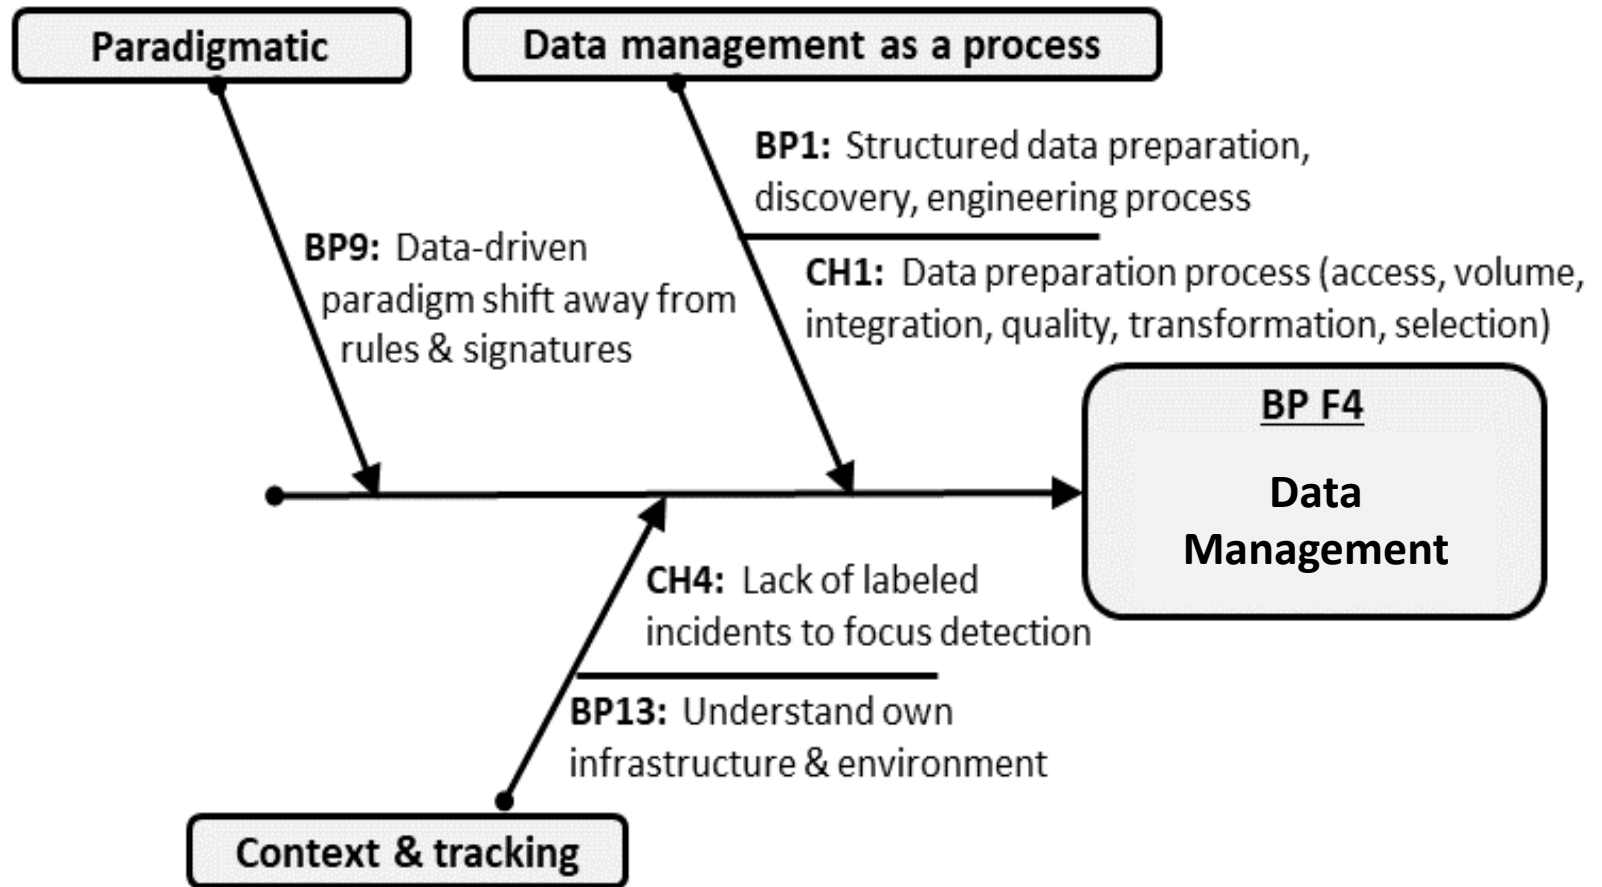 Paradigmatic
Data management as a process
BP1: Structured data preparation,
discovery, engineering process
BP9: Data-driven
paradigm shift away from
rules & signatures
CH1: Data preparation process (access, volume,
integration, quality, transformation, selection)
BP F4
Data
Management
CH4: Lack of labeled
incidents to focus detection
BP13: Understand own
infrastructure & environment
Context & tracking